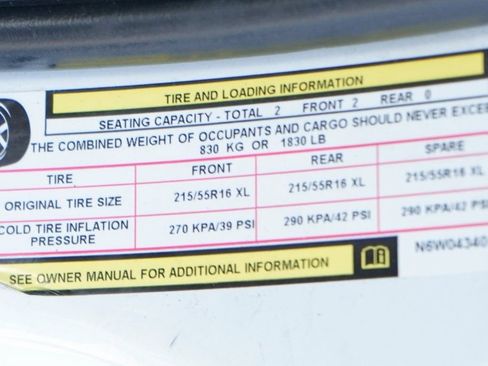 TIRE AND LOADING INFORMATION
SEATING CAPACITY - TOTAL 2 FRONT 2 REAR 0
THE COMBINED WEIGHT OF OCCUPANTS AND CARGO SHOULD NEVER EXCEE
830 KG OR 1830 LB
TIRE FRONT REAR SPARE
ORIGINAL TIRE SIZE 215/55R16 XL 215/55R16 XL 215/55R16 XL
COLD TIRE INFLATION PRESSURE 270 KPA/39 PSI 290 KPA/42 PSI 290 KPA/42 PSI
SEE OWNER MANUAL FOR ADDITIONAL INFORMATION
N6W04340